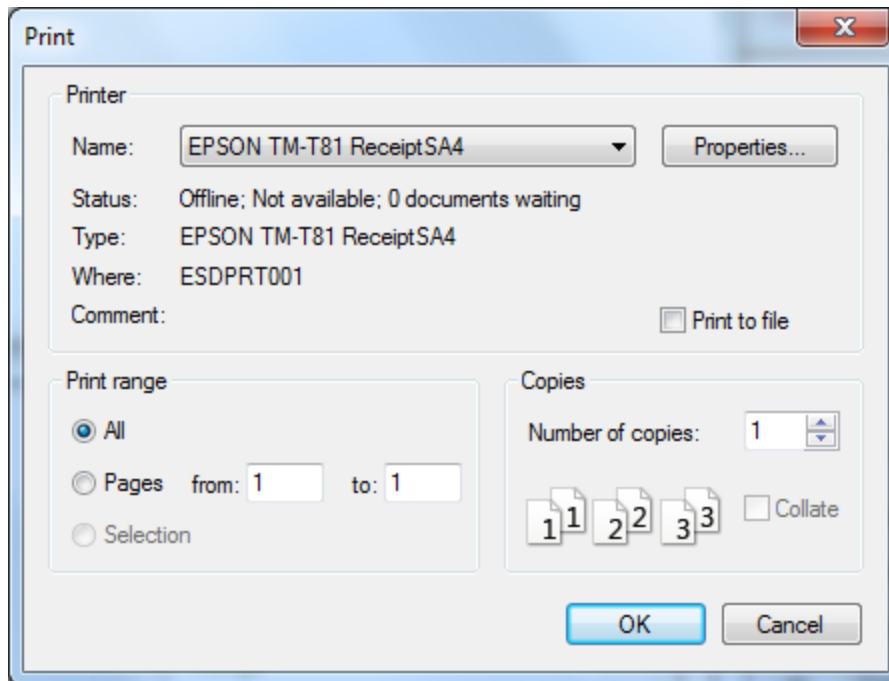 Print
Printer
Name: EPSON TM-T81 ReceiptSA4 Properties...
Status: Offline; Not available; 0 documents waiting
Type: EPSON TM-T81 ReceiptSA4
Where: ESDPRT001
Comment: Print to file
Print range
All
Pages from: 1 to: 1
Selection
Copies
Number of copies: 1
1 1 2 2 3 3 Collate
OK Cancel